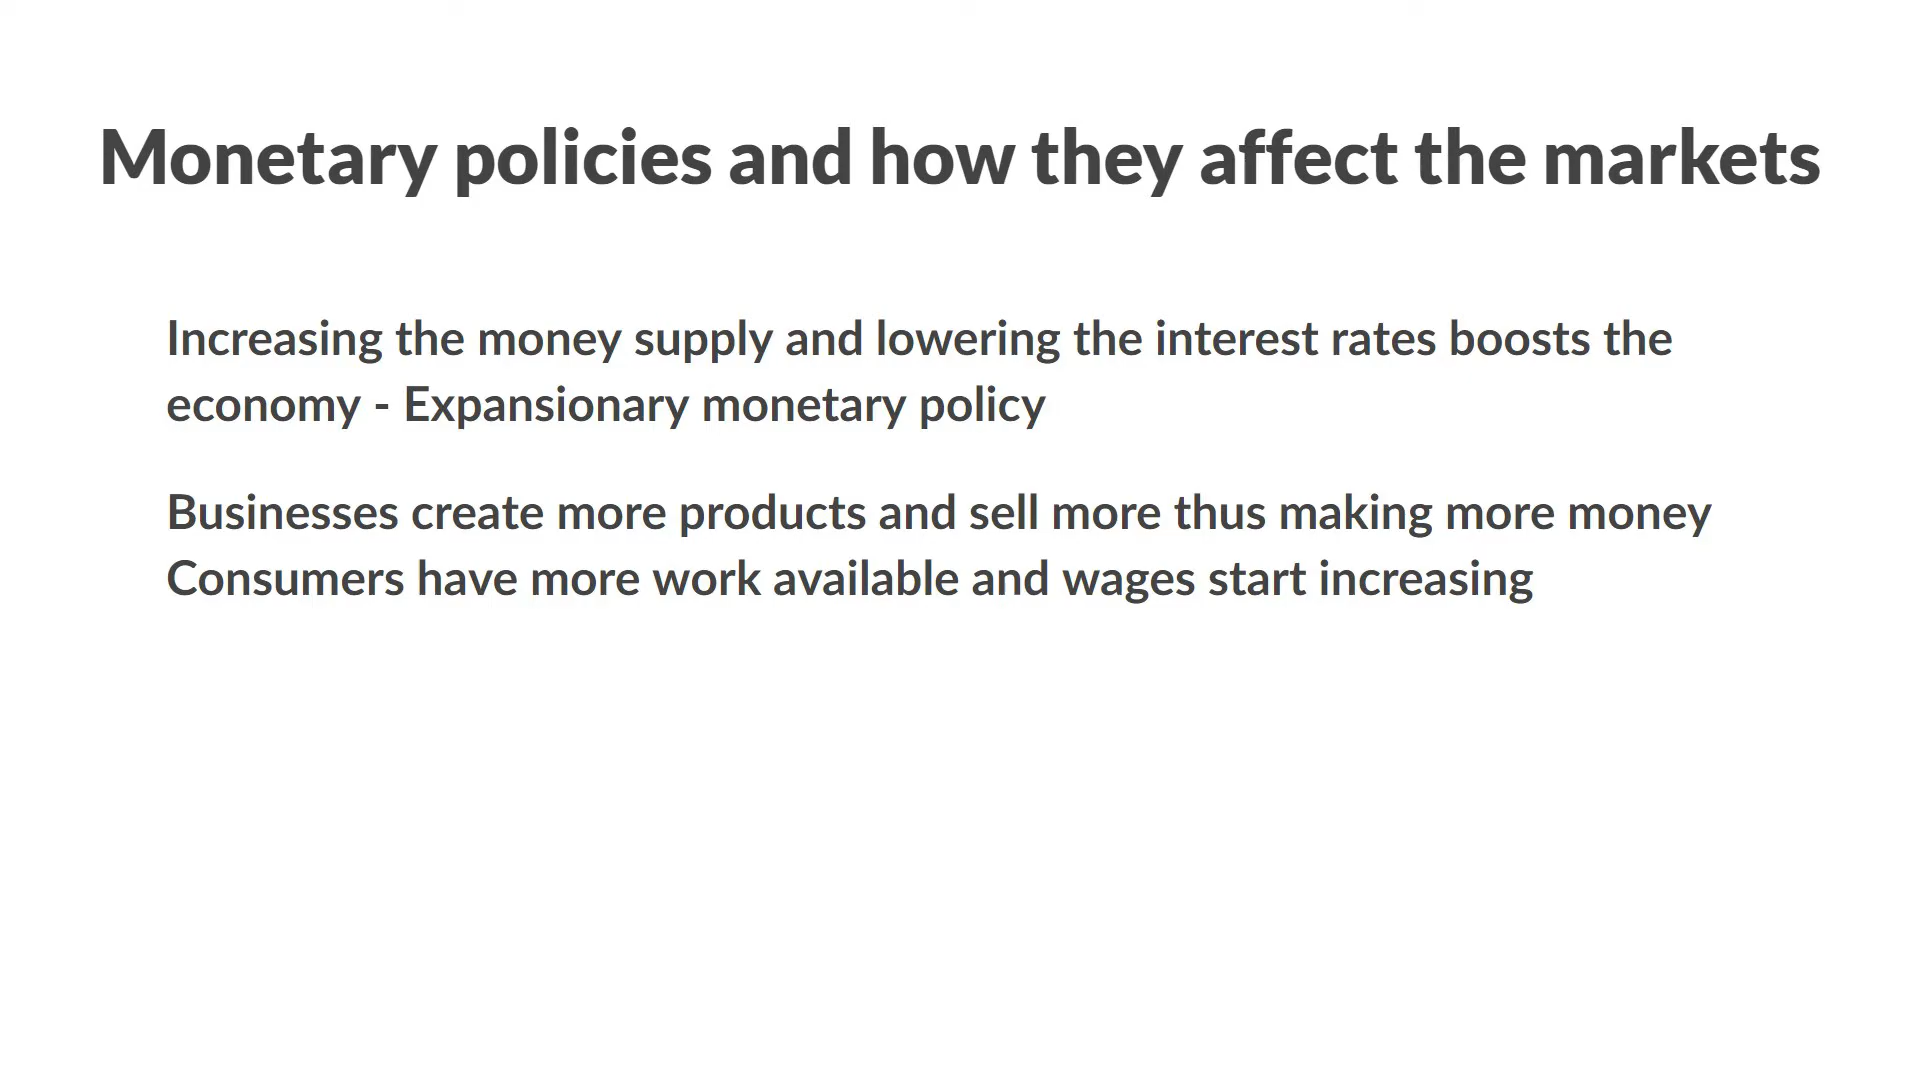 Monetary policies and how they affect the markets
Increasing the money supply and lowering the interest rates boosts the
economy - Expansionary monetary policy
Businesses create more products and sell more thus making more money
Consumers have more work available and wages start increasing